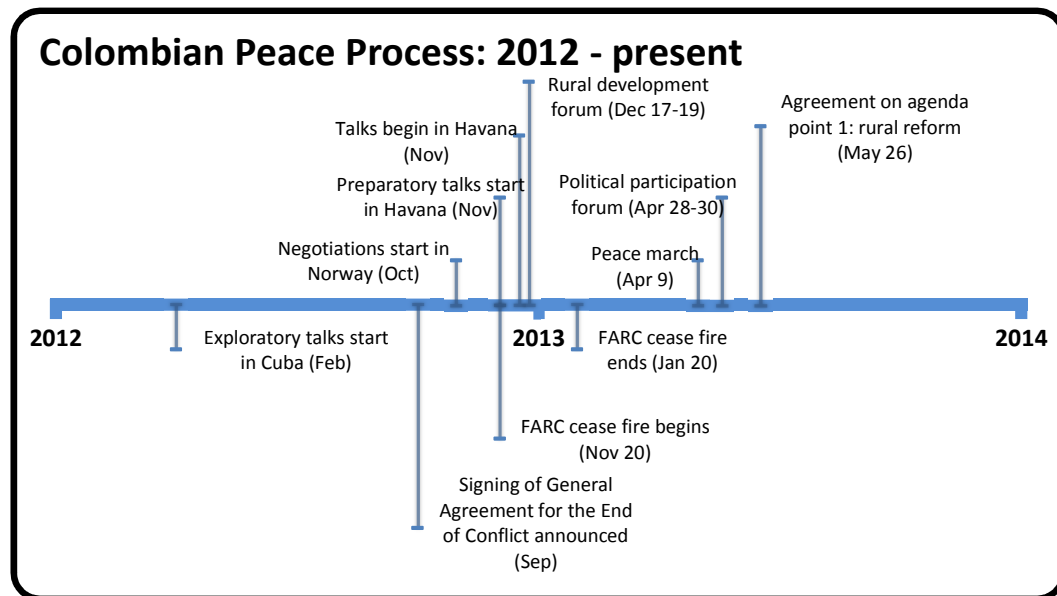 Colombian Peace Process: 2012 - present
Rural development
forum (Dec 17-19)
Talks begin in Havana
(Nov)
Preparatory talks start
in Havana (Nov)
Negotiations start in
Norway (Oct)
Agreement on agenda
point 1: rural reform
(May 26)
Political participation
forum (Apr 28-30)
Peace march
(Apr 9)
2012
2013
2014
Exploratory talks start
in Cuba (Feb)
FARC cease fire
ends (Jan 20)
FARC cease fire begins
(Nov 20)
Signing of General
Agreement for the End
of Conflict announced
(Sep)